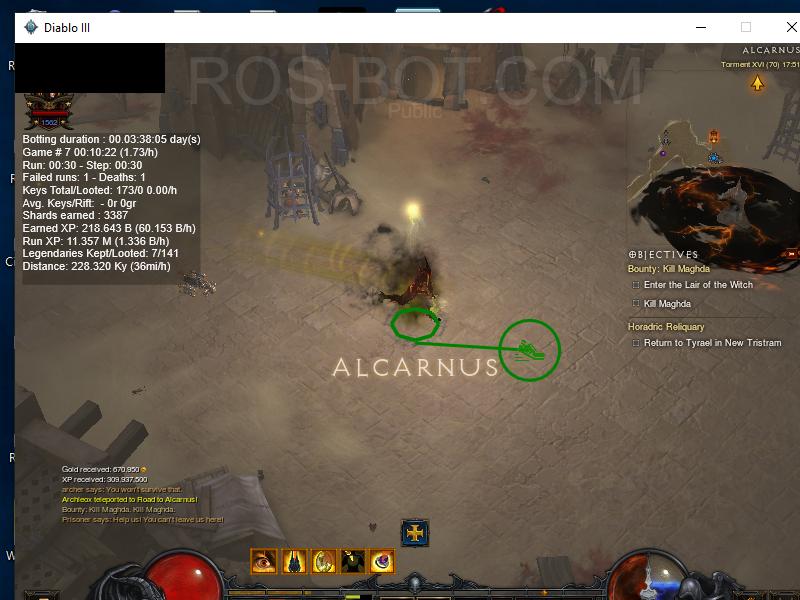 Diablo III
ROS-BOT.COM
Public
ALCARNUS
Torment XVI (70) 17:51
1562
Botting duration : 00.03:38:05 day(s)
Game # 7 00:10:22 (1.73/h)
Run: 00:30 - Step: 00:30
Failed runs: 1 - Deaths: 1
Keys Total/Looted: 173/0 0.00/h
Avg. Keys/Rift:  - 0r 0gr
Shards earned : 3387
Earned XP: 218.643 B (60.153 B/h)
Run XP: 11.357 M (1.336 B/h)
Legendaries Kept/Looted: 7/141
Distance: 228.320 Ky (36mi/h)
OBJECTIVES
Bounty: Kill Maghda
Enter the Lair of the Witch
Kill Maghda
Horadric Reliquary
Return to Tyrael in New Tristram
ALCARNUS
Gold received: 670,950
XP received: 309,937,500
archer says: You won't survive that.
Archleox teleported to Road to Alcarnus!
Bounty: Kill Maghda. Kill Maghda.
Prisoner says: Help us! You can't leave us here!